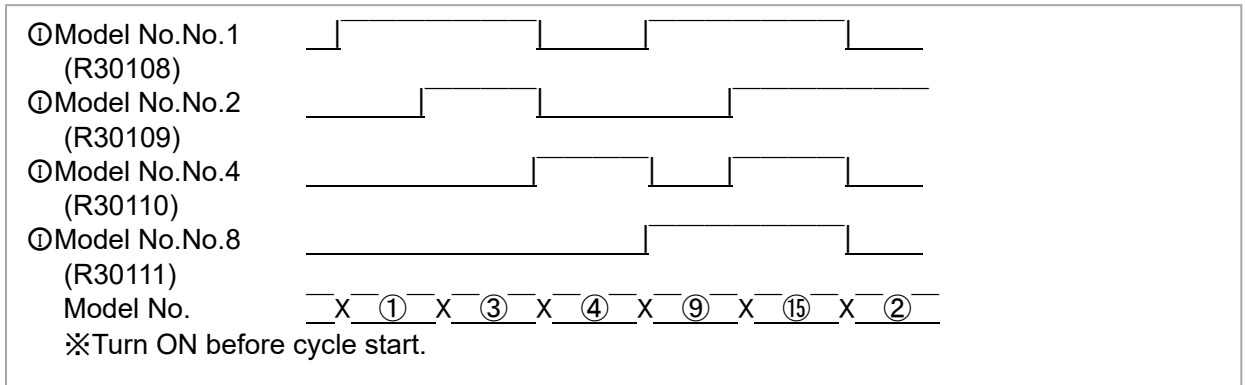 ⒾModel No.No.1
(R30108)
ⒾModel No.No.2
(R30109)
ⒾModel No.No.4
(R30110)
ⒾModel No.No.8
(R30111)
Model No. X ① X ③ X ④ X ⑨ X ⑮ X ②
※Turn ON before cycle start.